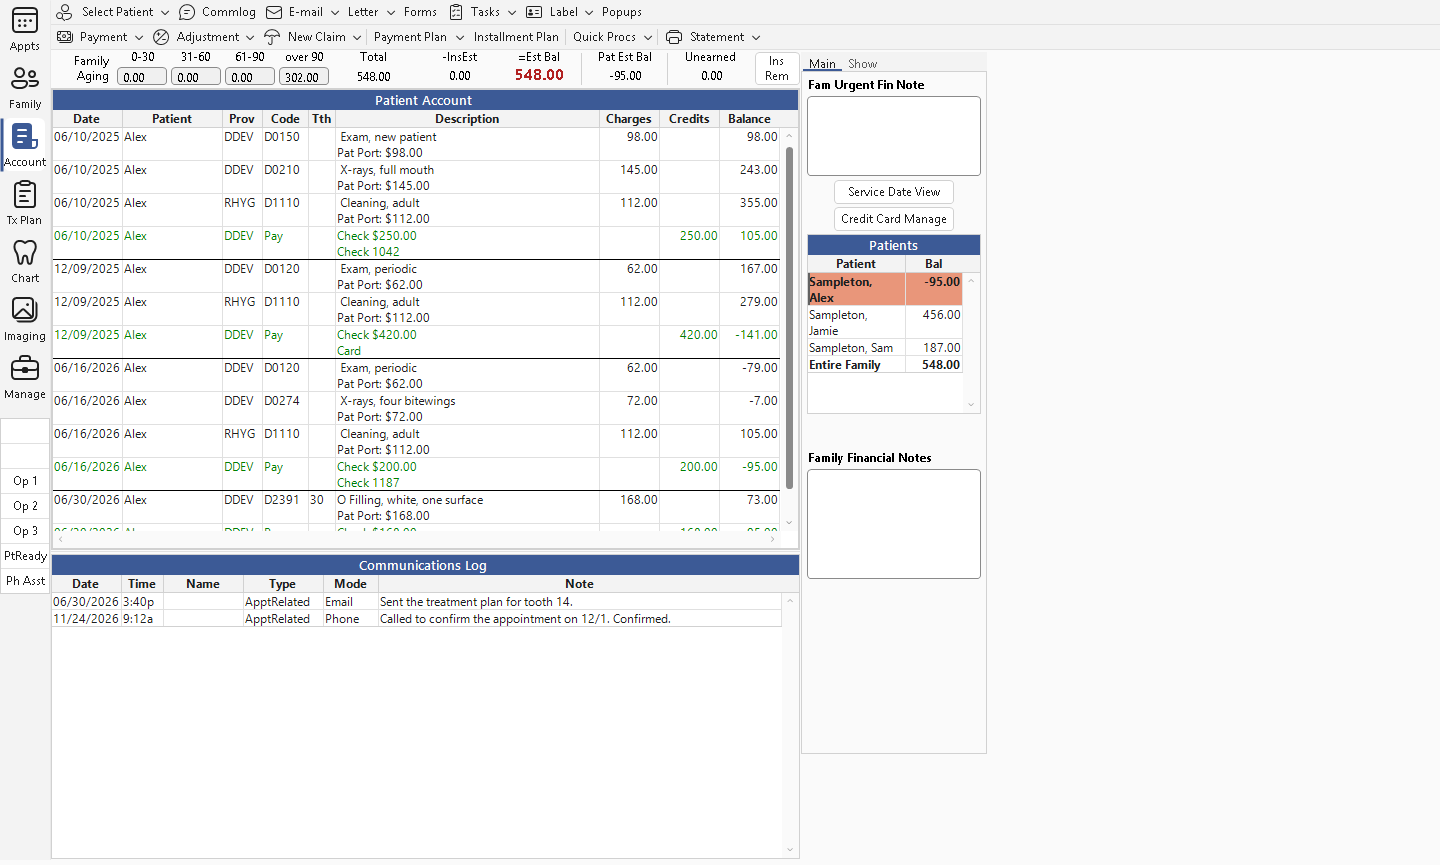 Select Patient Commlog E-mail Letter Forms Tasks Label Popups
Payment Adjustment New Claim Payment Plan Installment Plan Quick Procs Statement
Appts
Family
Account
Tx Plan
Chart
Imaging
Manage
Op 1
Op 2
Op 3
PtReady
Ph Asst
Family Aging 0-30 31-60 61-90 over 90 Total -InsEst =Est Bal Pat Est Bal Unearned Ins Rem
0.00 0.00 0.00 302.00 548.00 0.00 548.00 -95.00 0.00
Patient Account
Date Patient Prov Code Tth Description Charges Credits Balance
06/10/2025 Alex DDEV D0150 Exam, new patient 98.00 98.00
Pat Port: $98.00
06/10/2025 Alex DDEV D0210 X-rays, full mouth 145.00 243.00
Pat Port: $145.00
06/10/2025 Alex RHYG D1110 Cleaning, adult 112.00 355.00
Pat Port: $112.00
06/10/2025 Alex DDEV Pay Check $250.00 250.00 105.00
Check 1042
12/09/2025 Alex DDEV D0120 Exam, periodic 62.00 167.00
Pat Port: $62.00
12/09/2025 Alex RHYG D1110 Cleaning, adult 112.00 279.00
Pat Port: $112.00
12/09/2025 Alex DDEV Pay Check $420.00 420.00 -141.00
Card
06/16/2026 Alex DDEV D0120 Exam, periodic 62.00 -79.00
Pat Port: $62.00
06/16/2026 Alex DDEV D0274 X-rays, four bitewings 72.00 -7.00
Pat Port: $72.00
06/16/2026 Alex RHYG D1110 Cleaning, adult 112.00 105.00
Pat Port: $112.00
06/16/2026 Alex DDEV Pay Check $200.00 200.00 -95.00
Check 1187
06/30/2026 Alex DDEV D2391 30 O Filling, white, one surface 168.00 73.00
Pat Port: $168.00
Communications Log
Date Time Name Type Mode Note
06/30/2026 3:40p ApptRelated Email Sent the treatment plan for tooth 14.
11/24/2026 9:12a ApptRelated Phone Called to confirm the appointment on 12/1. Confirmed.
Main Show
Fam Urgent Fin Note
Service Date View
Credit Card Manage
Patients
Patient Bal
Sampleton, Alex -95.00
Sampleton, Jamie 456.00
Sampleton, Sam 187.00
Entire Family 548.00
Family Financial Notes